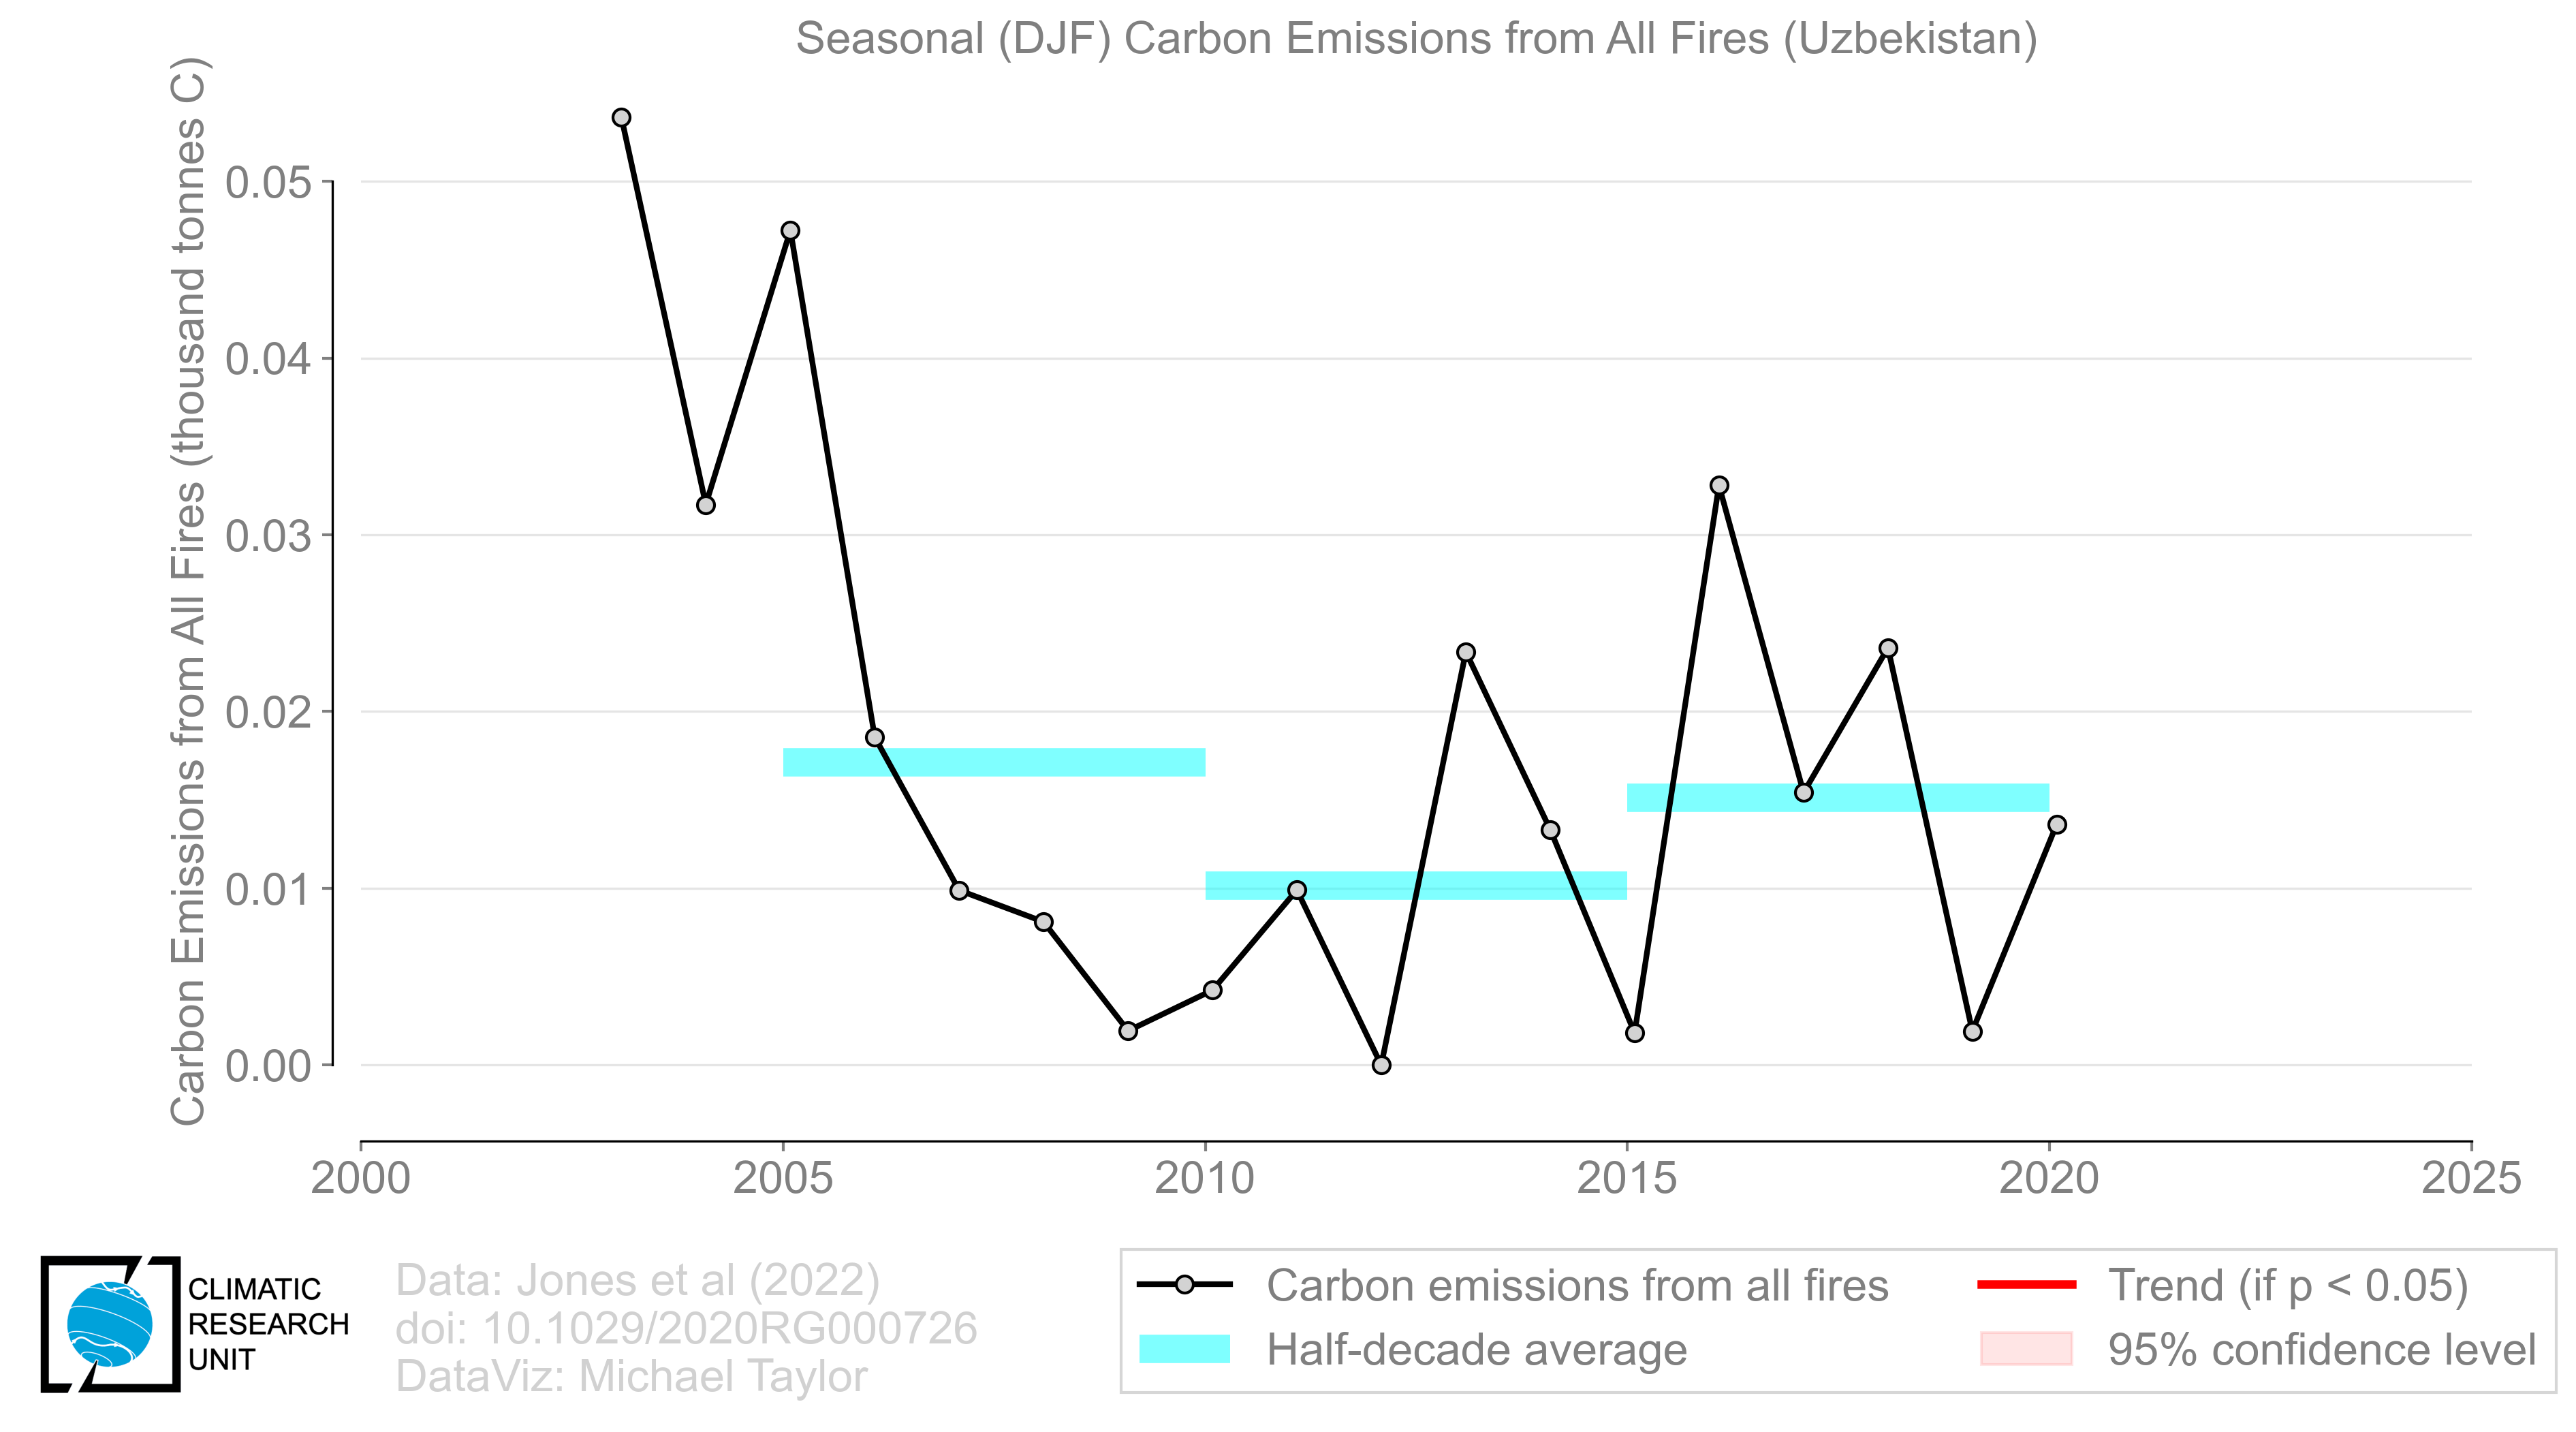 Seasonal (DJF) Carbon Emissions from All Fires (Uzbekistan)
Carbon Emissions from All Fires (thousand tonnes C)
0.05
0.04
0.03
0.02
0.01
0.00
2000
2005
2010
2015
2020
2025
CLIMATIC
RESEARCH
UNIT
Data: Jones et al (2022)
doi: 10.1029/2020RG000726
DataViz: Michael Taylor
Carbon emissions from all fires
Half-decade average
Trend (if p < 0.05)
95% confidence level